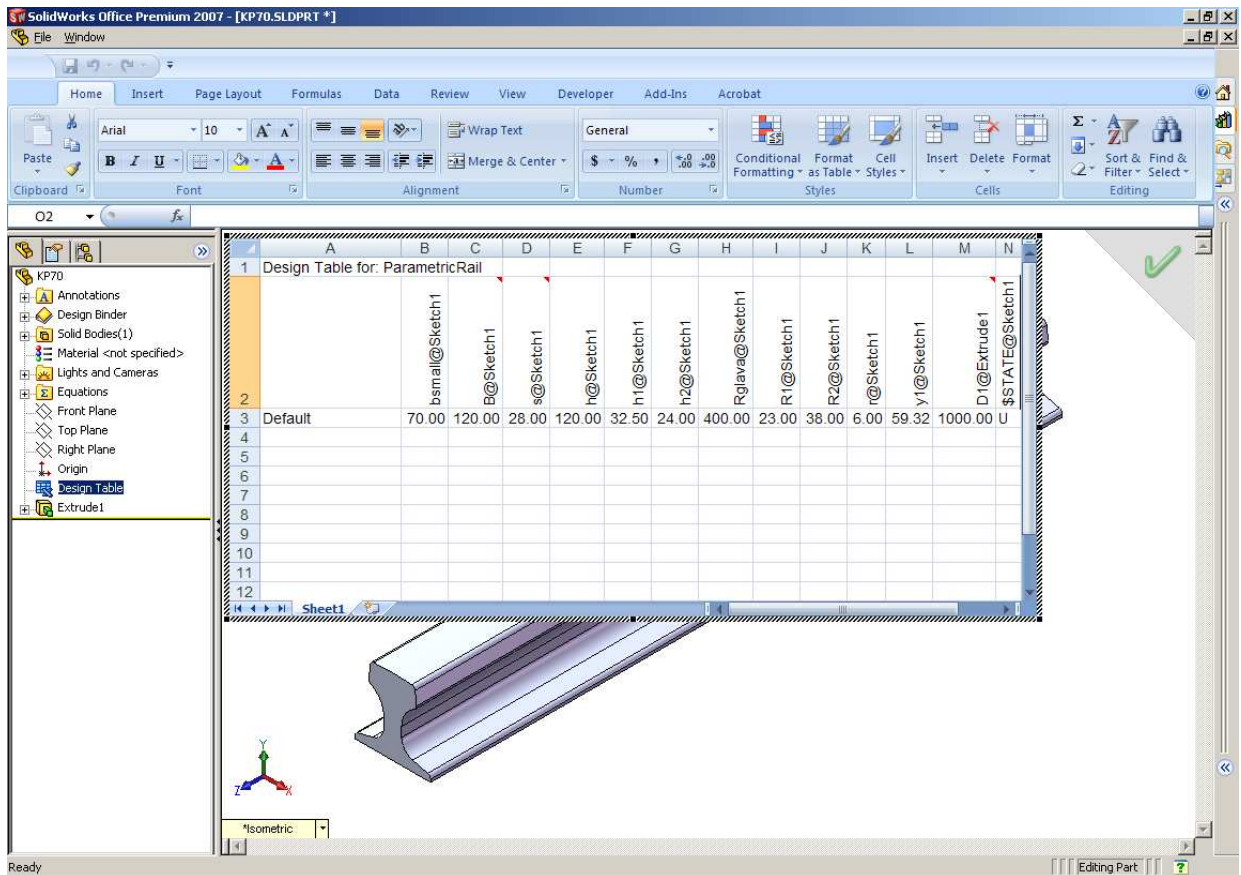 SolidWorks Office Premium 2007 - [KP70.SLDPRT *]
File Window
Home Insert Page Layout Formulas Data Review View Developer Add-Ins Acrobat
Paste
Arial 10
B I U
Wrap Text
Merge & Center
General
$ % ,
Conditional Formatting
Format as Table
Cell Styles
Insert Delete Format
Sort & Filter
Find & Select
Clipboard Font Alignment Number Styles Cells Editing
O2 fx
KP70
Annotations
Design Binder
Solid Bodies(1)
Material <not specified>
Lights and Cameras
Equations
Front Plane
Top Plane
Right Plane
Origin
Design Table
Extrude1
A B C D E F G H I J K L M N
1 Design Table for: ParametricRail
2 bsmall@Sketch1 B@Sketch1 s@Sketch1 h@Sketch1 h1@Sketch1 h2@Sketch1 Rglava@Sketch1 R1@Sketch1 R2@Sketch1 r@Sketch1 y1@Sketch1 D1@Extrude1 $STATE@Sketch1
3 Default 70.00 120.00 28.00 120.00 32.50 24.00 400.00 23.00 38.00 6.00 59.32 1000.00 U
4
5
6
7
8
9
10
11
12
Sheet1
Y
Z X
*Isometric
Ready Editing Part